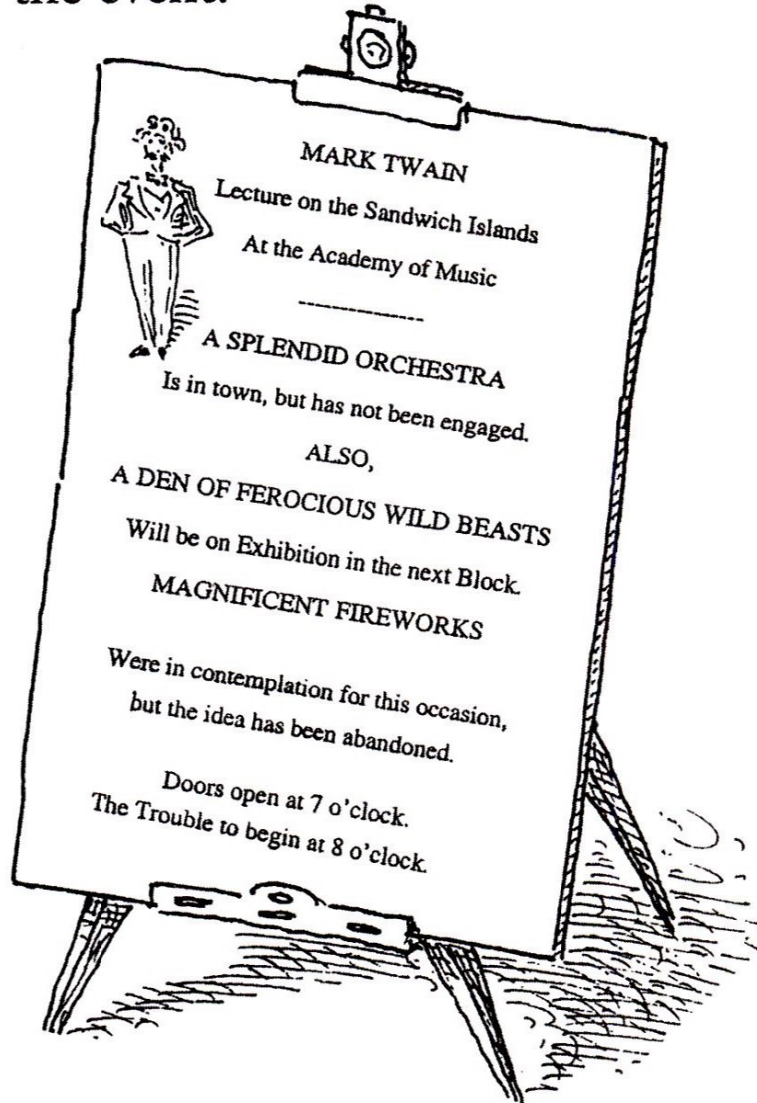 the event.
MARK TWAIN
Lecture on the Sandwich Islands
At the Academy of Music
--------------
A SPLENDID ORCHESTRA
Is in town, but has not been engaged.
ALSO,
A DEN OF FEROCIOUS WILD BEASTS
Will be on Exhibition in the next Block.
MAGNIFICENT FIREWORKS
Were in contemplation for this occasion,
but the idea has been abandoned.
Doors open at 7 o'clock.
The Trouble to begin at 8 o'clock.